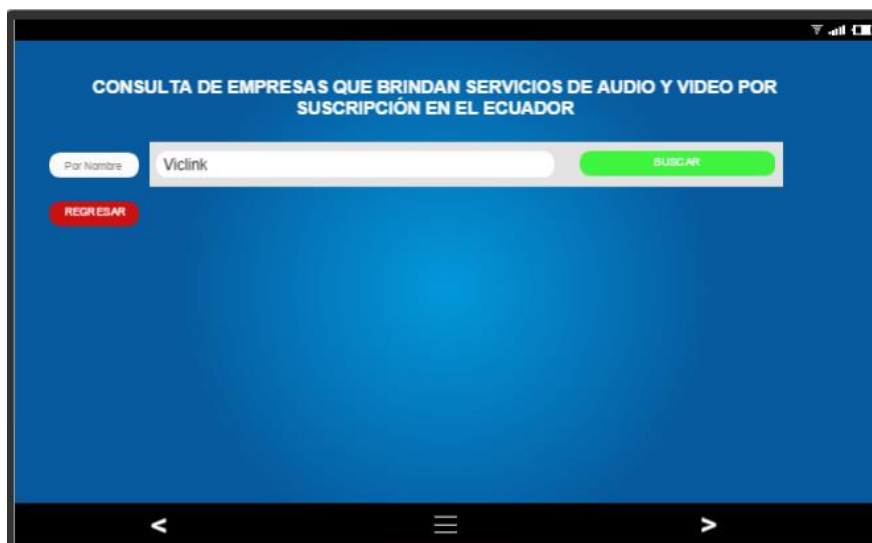 CONSULTA DE EMPRESAS QUE BRINDAN SERVICIOS DE AUDIO Y VIDEO POR
SUSCRIPCIÓN EN EL ECUADOR
Por Nombre
Viclink
BUSCAR
REGRESAR